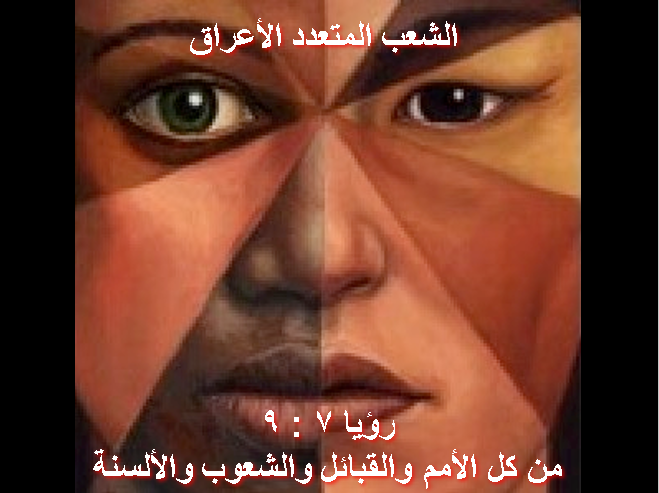 الشعب المتعدد الأعراق
رؤيا ٧ : ٩
من كل الأمم والقبائل والشعوب والألسنة